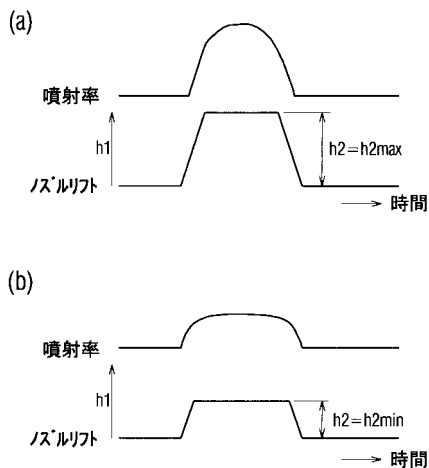 (a)
噴射率
h1
h2=h2max
ノズルリフト
時間
(b)
噴射率
h1
h2=h2min
ノズルリフト
時間